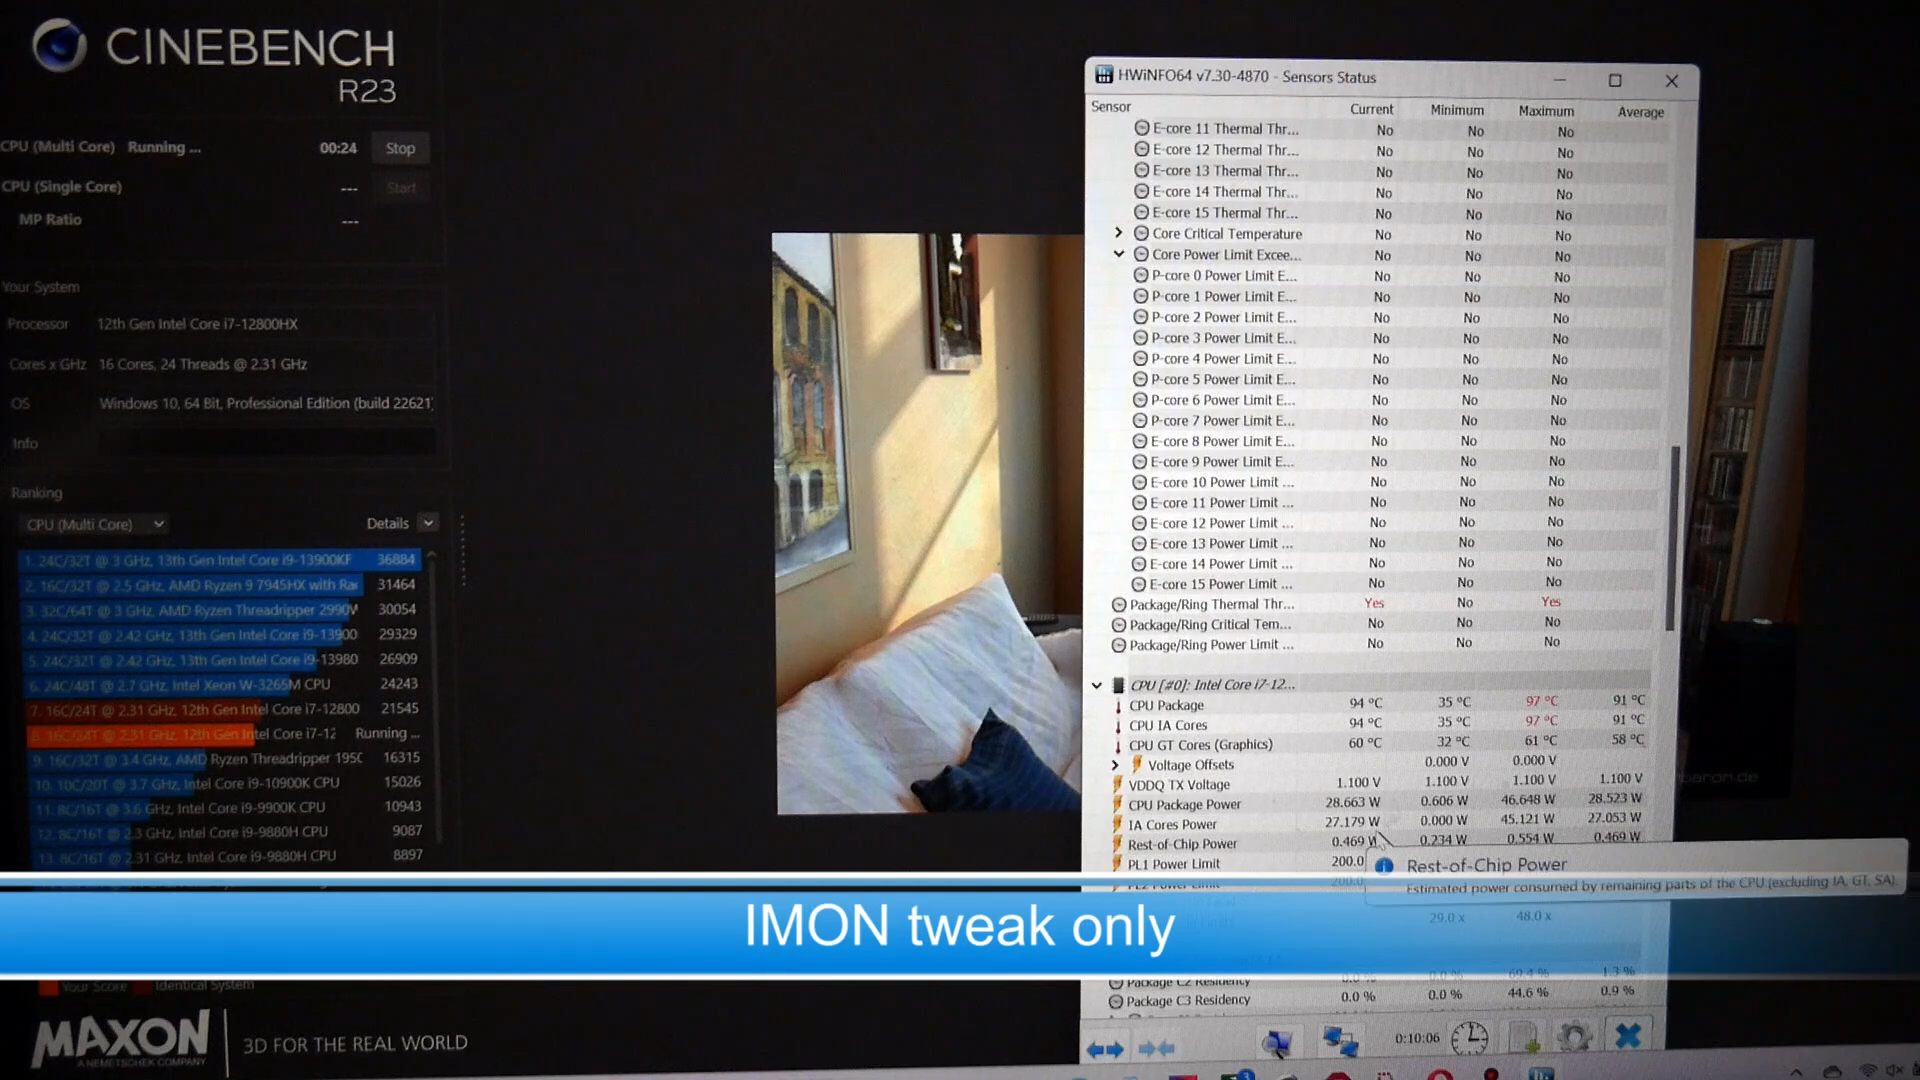 CINEBENCH
R23
CPU (Multi Core) Running ... 00:24 Stop
CPU (Single Core) --- Start
MP Ratio ---
Your System
Processor 12th Gen Intel Core i7-12800HX
Cores x GHz 16 Cores, 24 Threads @ 2.31 GHz
OS Windows 10, 64 Bit, Professional Edition (build 22621)
Info
Ranking
CPU (Multi Core) Details
1. 24C/32T @ 3 GHz, 13th Gen Intel Core i9-13900KF 36884
2. 16C/32T @ 2.5 GHz, AMD Ryzen 9 7945HX with Rad 31464
3. 32C/64T @ 3 GHz, AMD Ryzen Threadripper 2990W 30054
4. 24C/32T @ 2.42 GHz, 13th Gen Intel Core i9-13900 29329
5. 24C/32T @ 2.42 GHz, 13th Gen Intel Core i9-13980 26909
6. 24C/48T @ 2.7 GHz, Intel Xeon W-3265M CPU 24243
7. 16C/24T @ 2.31 GHz, 12th Gen Intel Core i7-12800 21545
8. 16C/24T @ 2.31 GHz, 12th Gen Intel Core i7-12 Running ...
9. 16C/32T @ 3.4 GHz, AMD Ryzen Threadripper 1950 16315
10. 10C/20T @ 3.7 GHz, Intel Core i9-10900K CPU 15026
11. 8C/16T @ 3.6 GHz, Intel Core i9-9900K CPU 10943
12. 8C/16T @ 2.3 GHz, Intel Core i9-9880H CPU 9087
13. 8C/16T @ 2.31 GHz, Intel Core i9-9880H CPU 8897
Your Score Identical System
MAXON
A NEMETSCHEK COMPANY
3D FOR THE REAL WORLD
HWiNFO64 v7.30-4870 - Sensors Status
Sensor Current Minimum Maximum Average
E-core 11 Thermal Thr... No No No
E-core 12 Thermal Thr... No No No
E-core 13 Thermal Thr... No No No
E-core 14 Thermal Thr... No No No
E-core 15 Thermal Thr... No No No
Core Critical Temperature No No No
Core Power Limit Excee... No No No
P-core 0 Power Limit E... No No No
P-core 1 Power Limit E... No No No
P-core 2 Power Limit E... No No No
P-core 3 Power Limit E... No No No
P-core 4 Power Limit E... No No No
P-core 5 Power Limit E... No No No
P-core 6 Power Limit E... No No No
P-core 7 Power Limit E... No No No
E-core 8 Power Limit E... No No No
E-core 9 Power Limit E... No No No
E-core 10 Power Limit ... No No No
E-core 11 Power Limit ... No No No
E-core 12 Power Limit ... No No No
E-core 13 Power Limit ... No No No
E-core 14 Power Limit ... No No No
E-core 15 Power Limit ... No No No
Package/Ring Thermal Thr... Yes No Yes
Package/Ring Critical Tem... No No No
Package/Ring Power Limit ... No No No
CPU [#0]: Intel Core i7-12...
CPU Package 94 °C 35 °C 97 °C 91 °C
CPU IA Cores 94 °C 35 °C 97 °C 91 °C
CPU GT Cores (Graphics) 60 °C 32 °C 61 °C 58 °C
Voltage Offsets 0.000 V 0.000 V
VDDQ TX Voltage 1.100 V 1.100 V 1.100 V 1.100 V
CPU Package Power 28.663 W 0.606 W 46.648 W 28.523 W
IA Cores Power 27.179 W 0.000 W 45.121 W 27.053 W
Rest-of-Chip Power 0.469 W 0.234 W 0.554 W 0.469 W
PL1 Power Limit 200.0
Rest-of-Chip Power
Estimated power consumed by remaining parts of the CPU (excluding IA, GT, SA)
200.0
29.0 x 48.0 x
IMON tweak only
Package C2 Residency 0.0 % 0.0 % 69.4 % 1.3 %
Package C3 Residency 0.0 % 0.0 % 44.6 % 0.9 %
0:10:06
baron.de